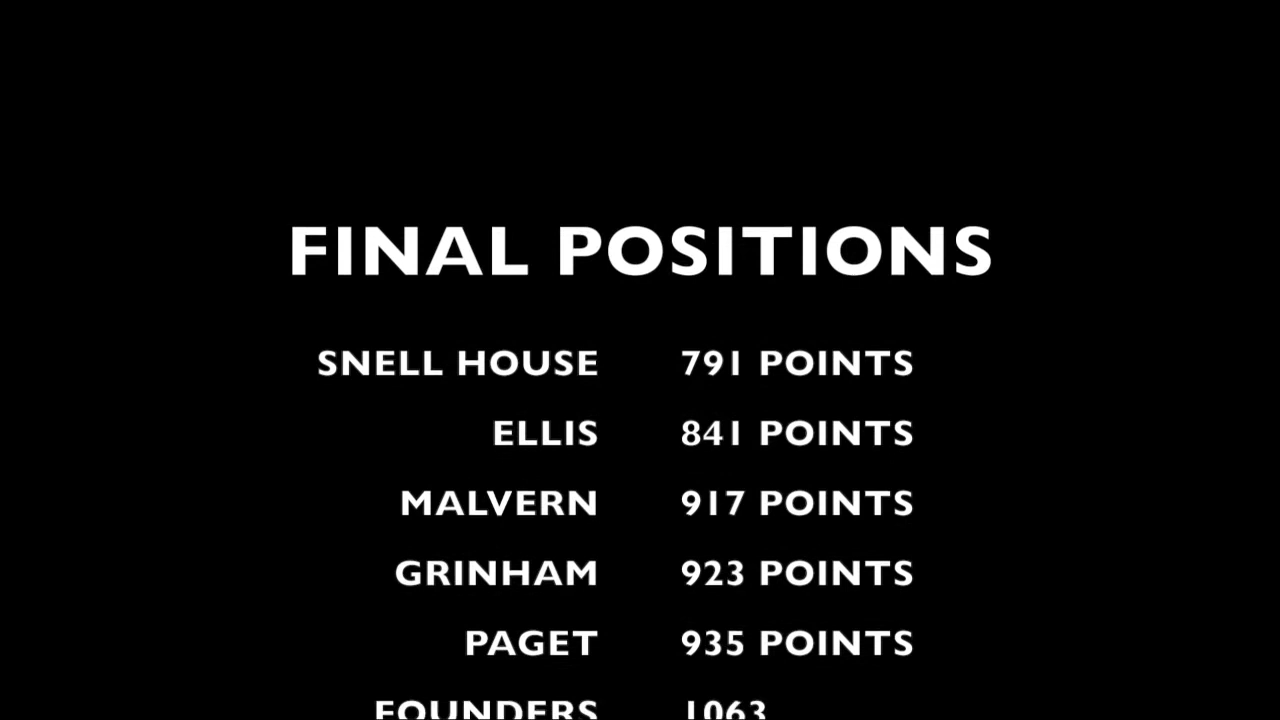 FINAL POSITIONS
SNELL HOUSE 791 POINTS
ELLIS 841 POINTS
MALVERN 917 POINTS
GRINHAM 923 POINTS
PAGET 935 POINTS
FOUNDERS 1063